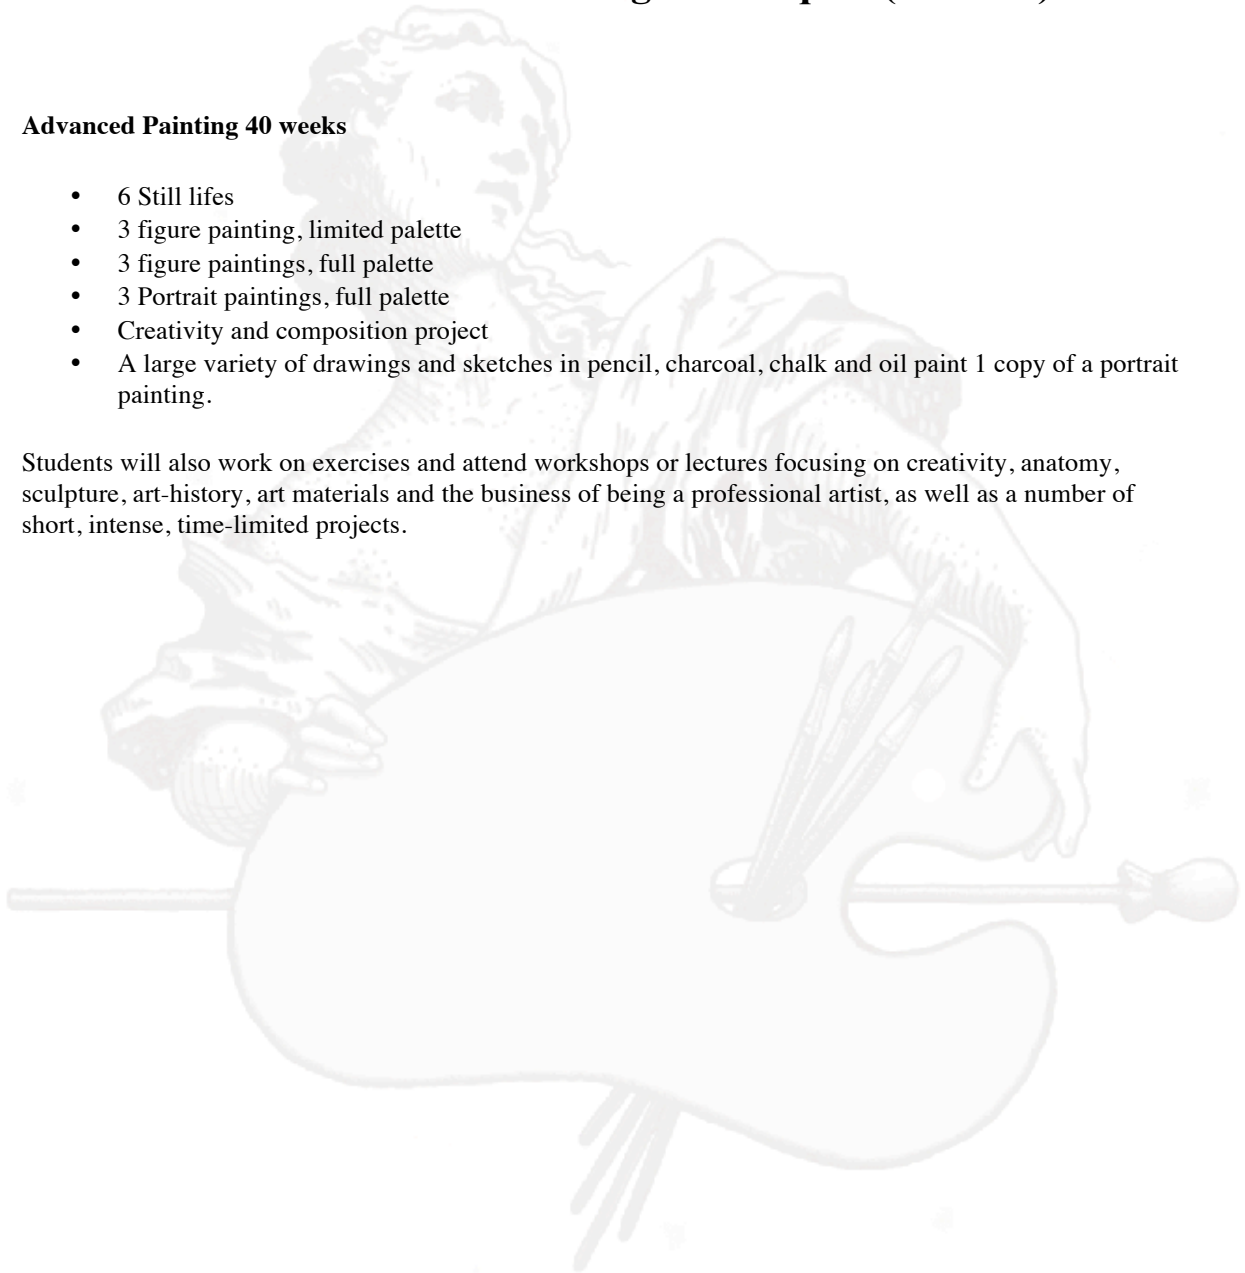 Advanced Painting 40 weeks
• 6 Still lifes
• 3 figure painting, limited palette
• 3 figure paintings, full palette
• 3 Portrait paintings, full palette
• Creativity and composition project
• A large variety of drawings and sketches in pencil, charcoal, chalk and oil paint 1 copy of a portrait
painting.
Students will also work on exercises and attend workshops or lectures focusing on creativity, anatomy,
sculpture, art-history, art materials and the business of being a professional artist, as well as a number of
short, intense, time-limited projects.